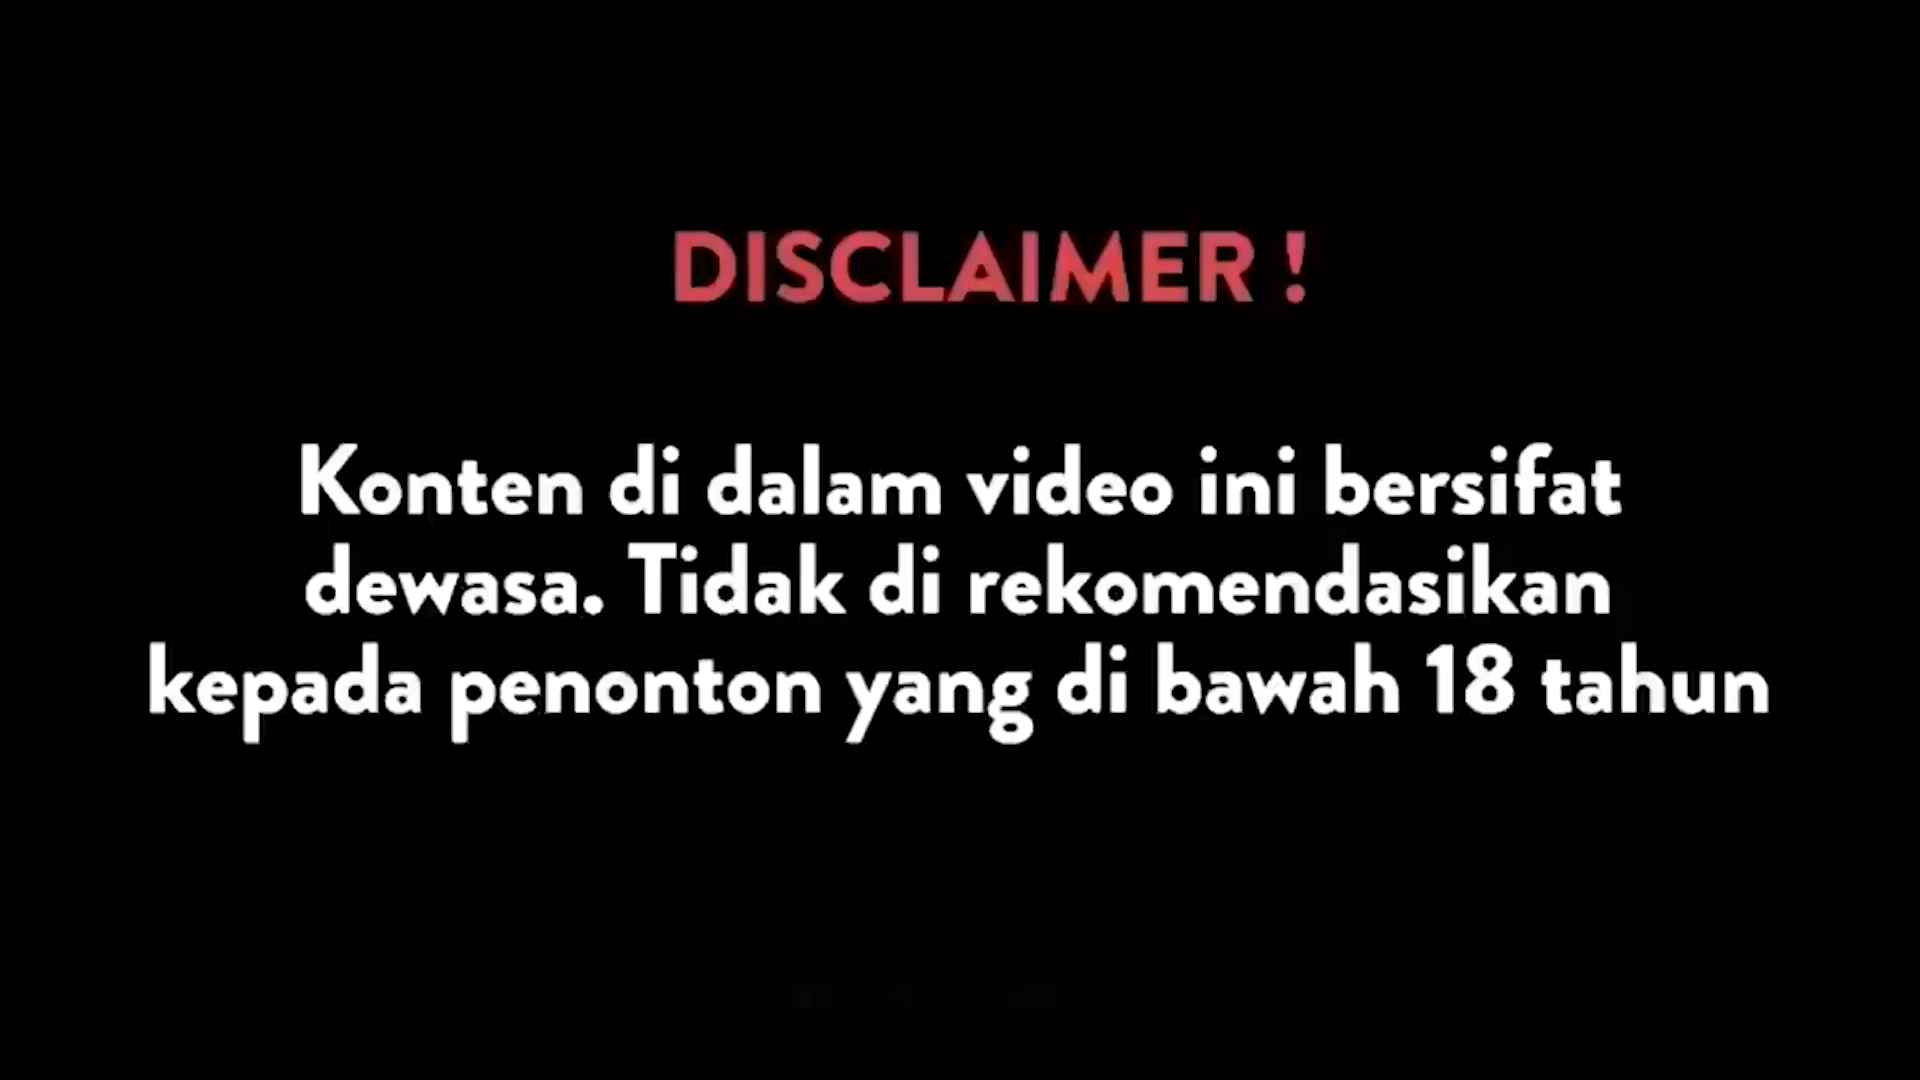 DISCLAIMER !
Konten di dalam video ini bersifat
dewasa. Tidak di rekomendasikan
kepada penonton yang di bawah 18 tahun